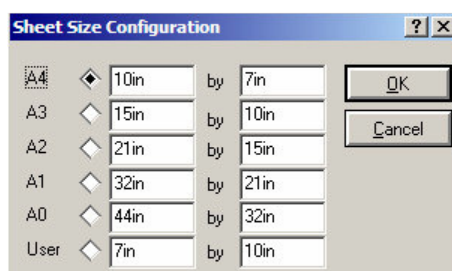 Sheet Size Configuration ? ×
A4 10in by 7in OK
A3 15in by 10in
Cancel
A2 21in by 15in
A1 32in by 21in
A0 44in by 32in
User 7in by 10in